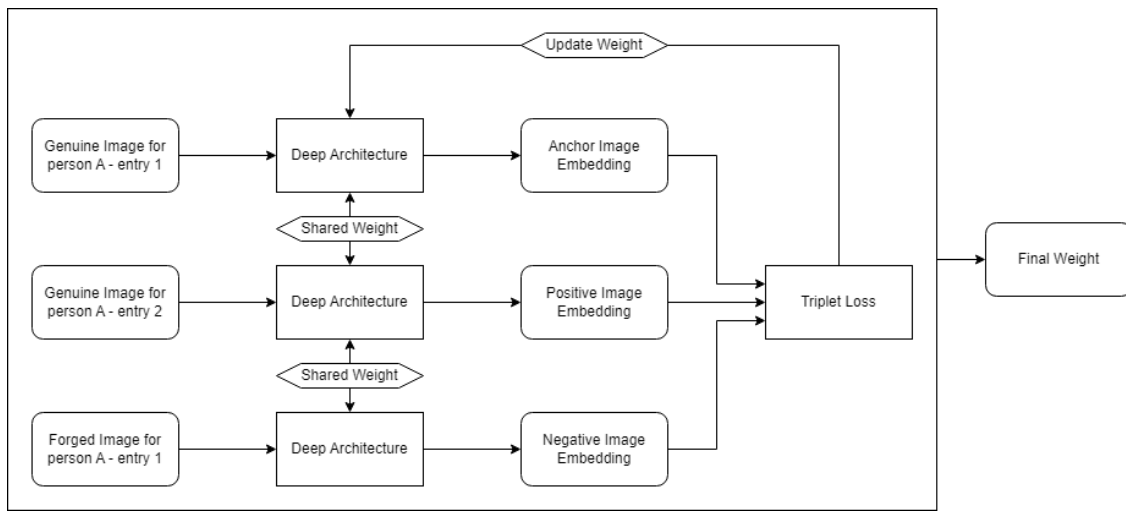 Update Weight
Genuine Image for
person A - entry 1
Deep Architecture
Anchor Image
Embedding
Shared Weight
Genuine Image for
person A - entry 2
Deep Architecture
Positive Image
Embedding
Triplet Loss
Final Weight
Shared Weight
Forged Image for
person A - entry 1
Deep Architecture
Negative Image
Embedding